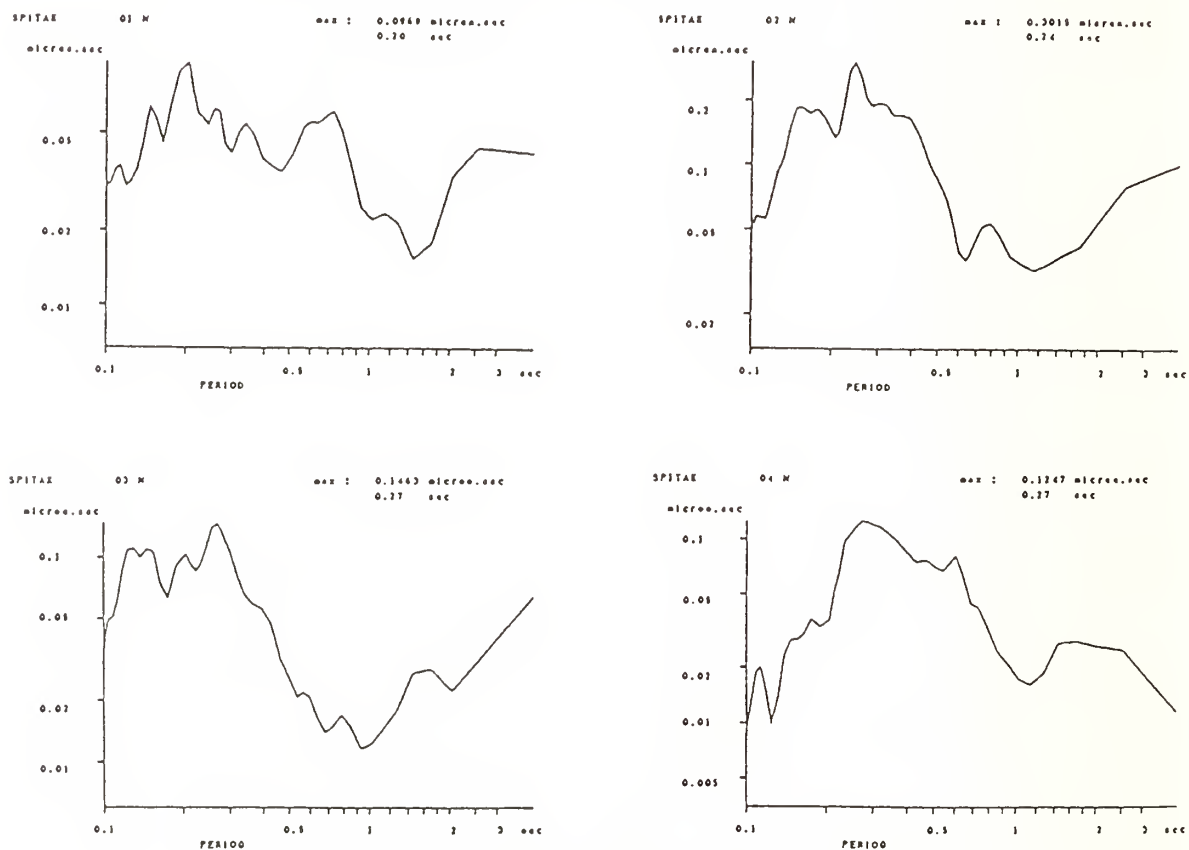 SPITAK 01 N max : 0.0969 micron.sec
0.20 sec
micron.sec
0.05
0.02
0.01
0.1 0.5 1 2 3 sec
PERIOD
SPITAK 02 N max : 0.3015 micron.sec
0.24 sec
micron.sec
0.2
0.1
0.05
0.02
0.1 0.5 1 2 3 sec
PERIOD
SPITAK 03 N max : 0.1463 micron.sec
0.27 sec
micron.sec
0.1
0.05
0.02
0.01
0.1 0.5 1 2 3 sec
PERIOD
SPITAK 04 N max : 0.1247 micron.sec
0.27 sec
micron.sec
0.1
0.05
0.02
0.01
0.005
0.1 0.5 1 2 3 sec
PERIOD